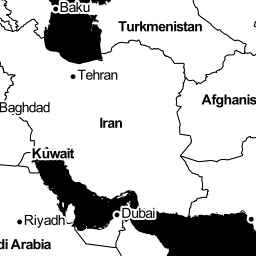 Baku
Turkmenistan
Tehran
Afghanis
Baghdad
Iran
Kuwait
Dubai
Riyadh
di Arabia